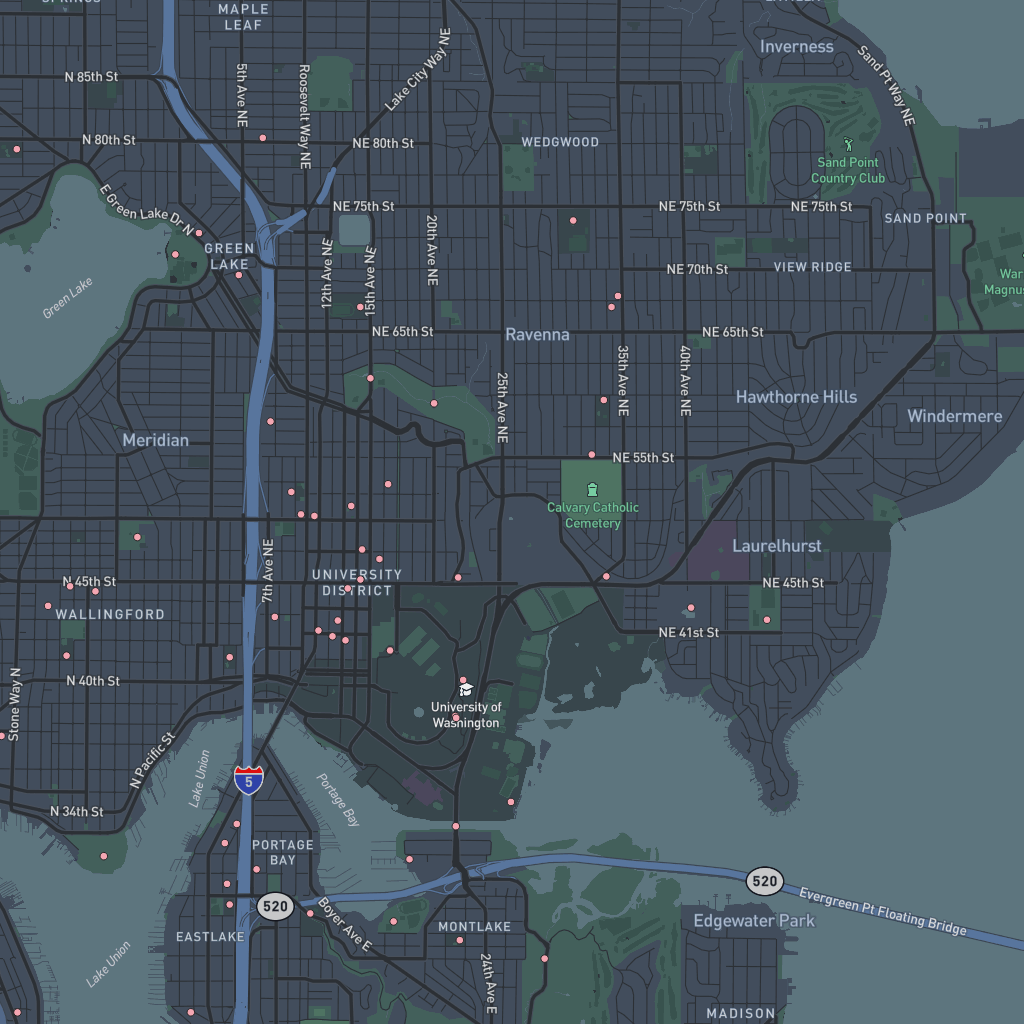 MAPLE
LEAF
Inverness
Sand Pt Way NE
N 85th St
5th Ave NE
Roosevelt Way NE
Lake City Way NE
N 80th St
NE 80th St
WEDGWOOD
Sand Point
Country Club
E Green Lake Dr N
NE 75th St
NE 75th St
NE 75th St
SAND POINT
GREEN
LAKE
12th Ave NE
15th Ave NE
20th Ave NE
NE 70th St
VIEW RIDGE
War
Magnus
Green Lake
NE 65th St
Ravenna
NE 65th St
25th Ave NE
35th Ave NE
40th Ave NE
Hawthorne Hills
Windermere
Meridian
NE 55th St
Calvary Catholic
Cemetery
7th Ave NE
Laurelhurst
N 45th St
UNIVERSITY
DISTRICT
NE 45th St
WALLINGFORD
NE 41st St
Stone Way N
N 40th St
University of
Washington
N Pacific St
Lake Union
5
Portage Bay
N 34th St
PORTAGE
BAY
520
520
Evergreen Pt Floating Bridge
Boyer Ave E
Edgewater Park
EASTLAKE
MONTLAKE
Lake Union
24th Ave E
MADISON